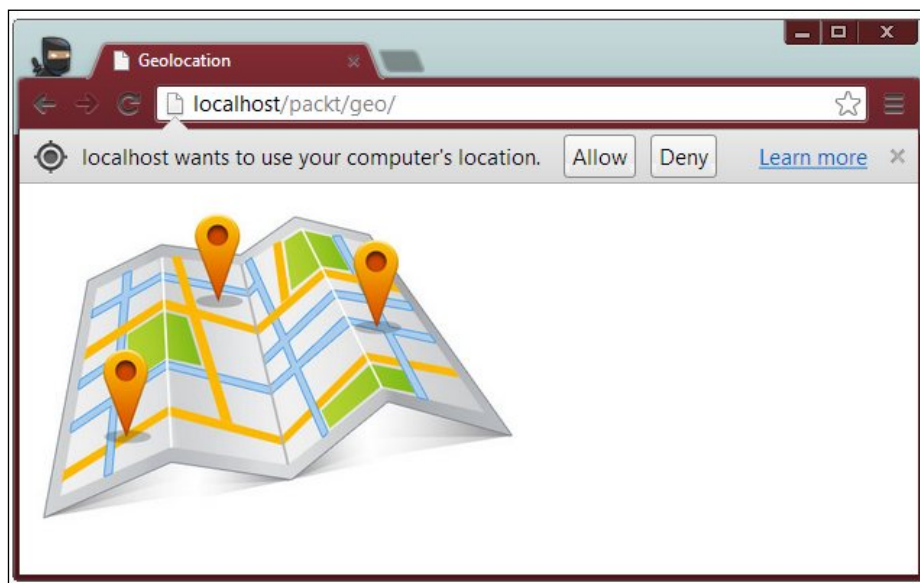 Geolocation
localhost/packt/geo/
localhost wants to use your computer's location. Allow Deny Learn more